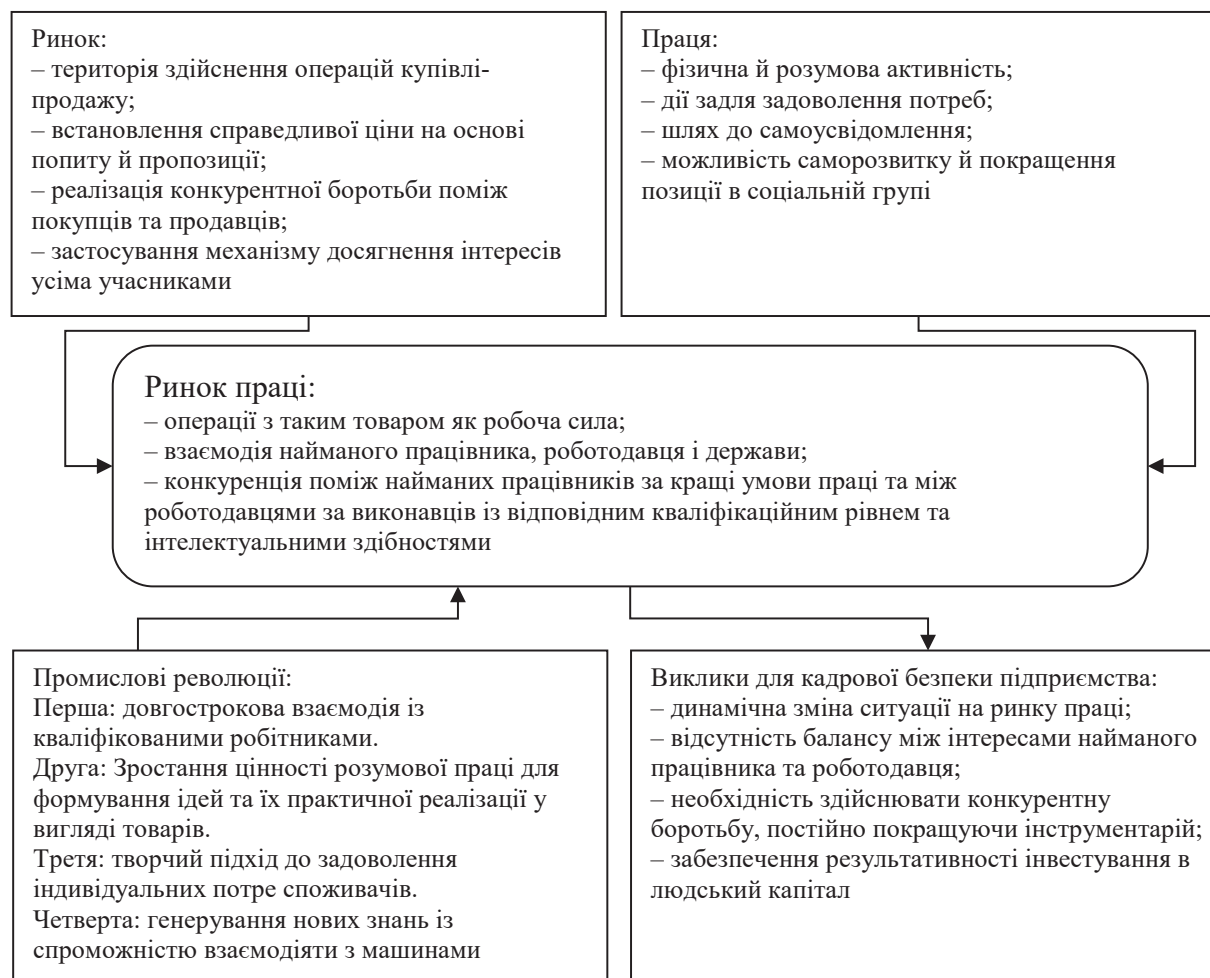 Ринок:
– територія здійснення операцій купівлі-
продажу;
– встановлення справедливої ціни на основі
попиту й пропозиції;
– реалізація конкурентної боротьби поміж
покупців та продавців;
– застосування механізму досягнення інтересів
усіма учасниками
Праця:
– фізична й розумова активність;
– дії задля задоволення потреб;
– шлях до самоусвідомлення;
– можливість саморозвитку й покращення
позиції в соціальній групі
Ринок праці:
– операції з таким товаром як робоча сила;
– взаємодія найманого працівника, роботодавця і держави;
– конкуренція поміж найманих працівників за кращі умови праці та між
роботодавцями за виконавців із відповідним кваліфікаційним рівнем та
інтелектуальними здібностями
Промислові революції:
Перша: довгострокова взаємодія із
кваліфікованими робітниками.
Друга: Зростання цінності розумової праці для
формування ідей та їх практичної реалізації у
вигляді товарів.
Третя: творчий підхід до задоволення
індивідуальних потре споживачів.
Четверта: генерування нових знань із
спроможністю взаємодіяти з машинами
Виклики для кадрової безпеки підприємства:
– динамічна зміна ситуації на ринку праці;
– відсутність балансу між інтересами найманого
працівника та роботодавця;
– необхідність здійснювати конкурентну
боротьбу, постійно покращуючи інструментарій;
– забезпечення результативності інвестування в
людський капітал